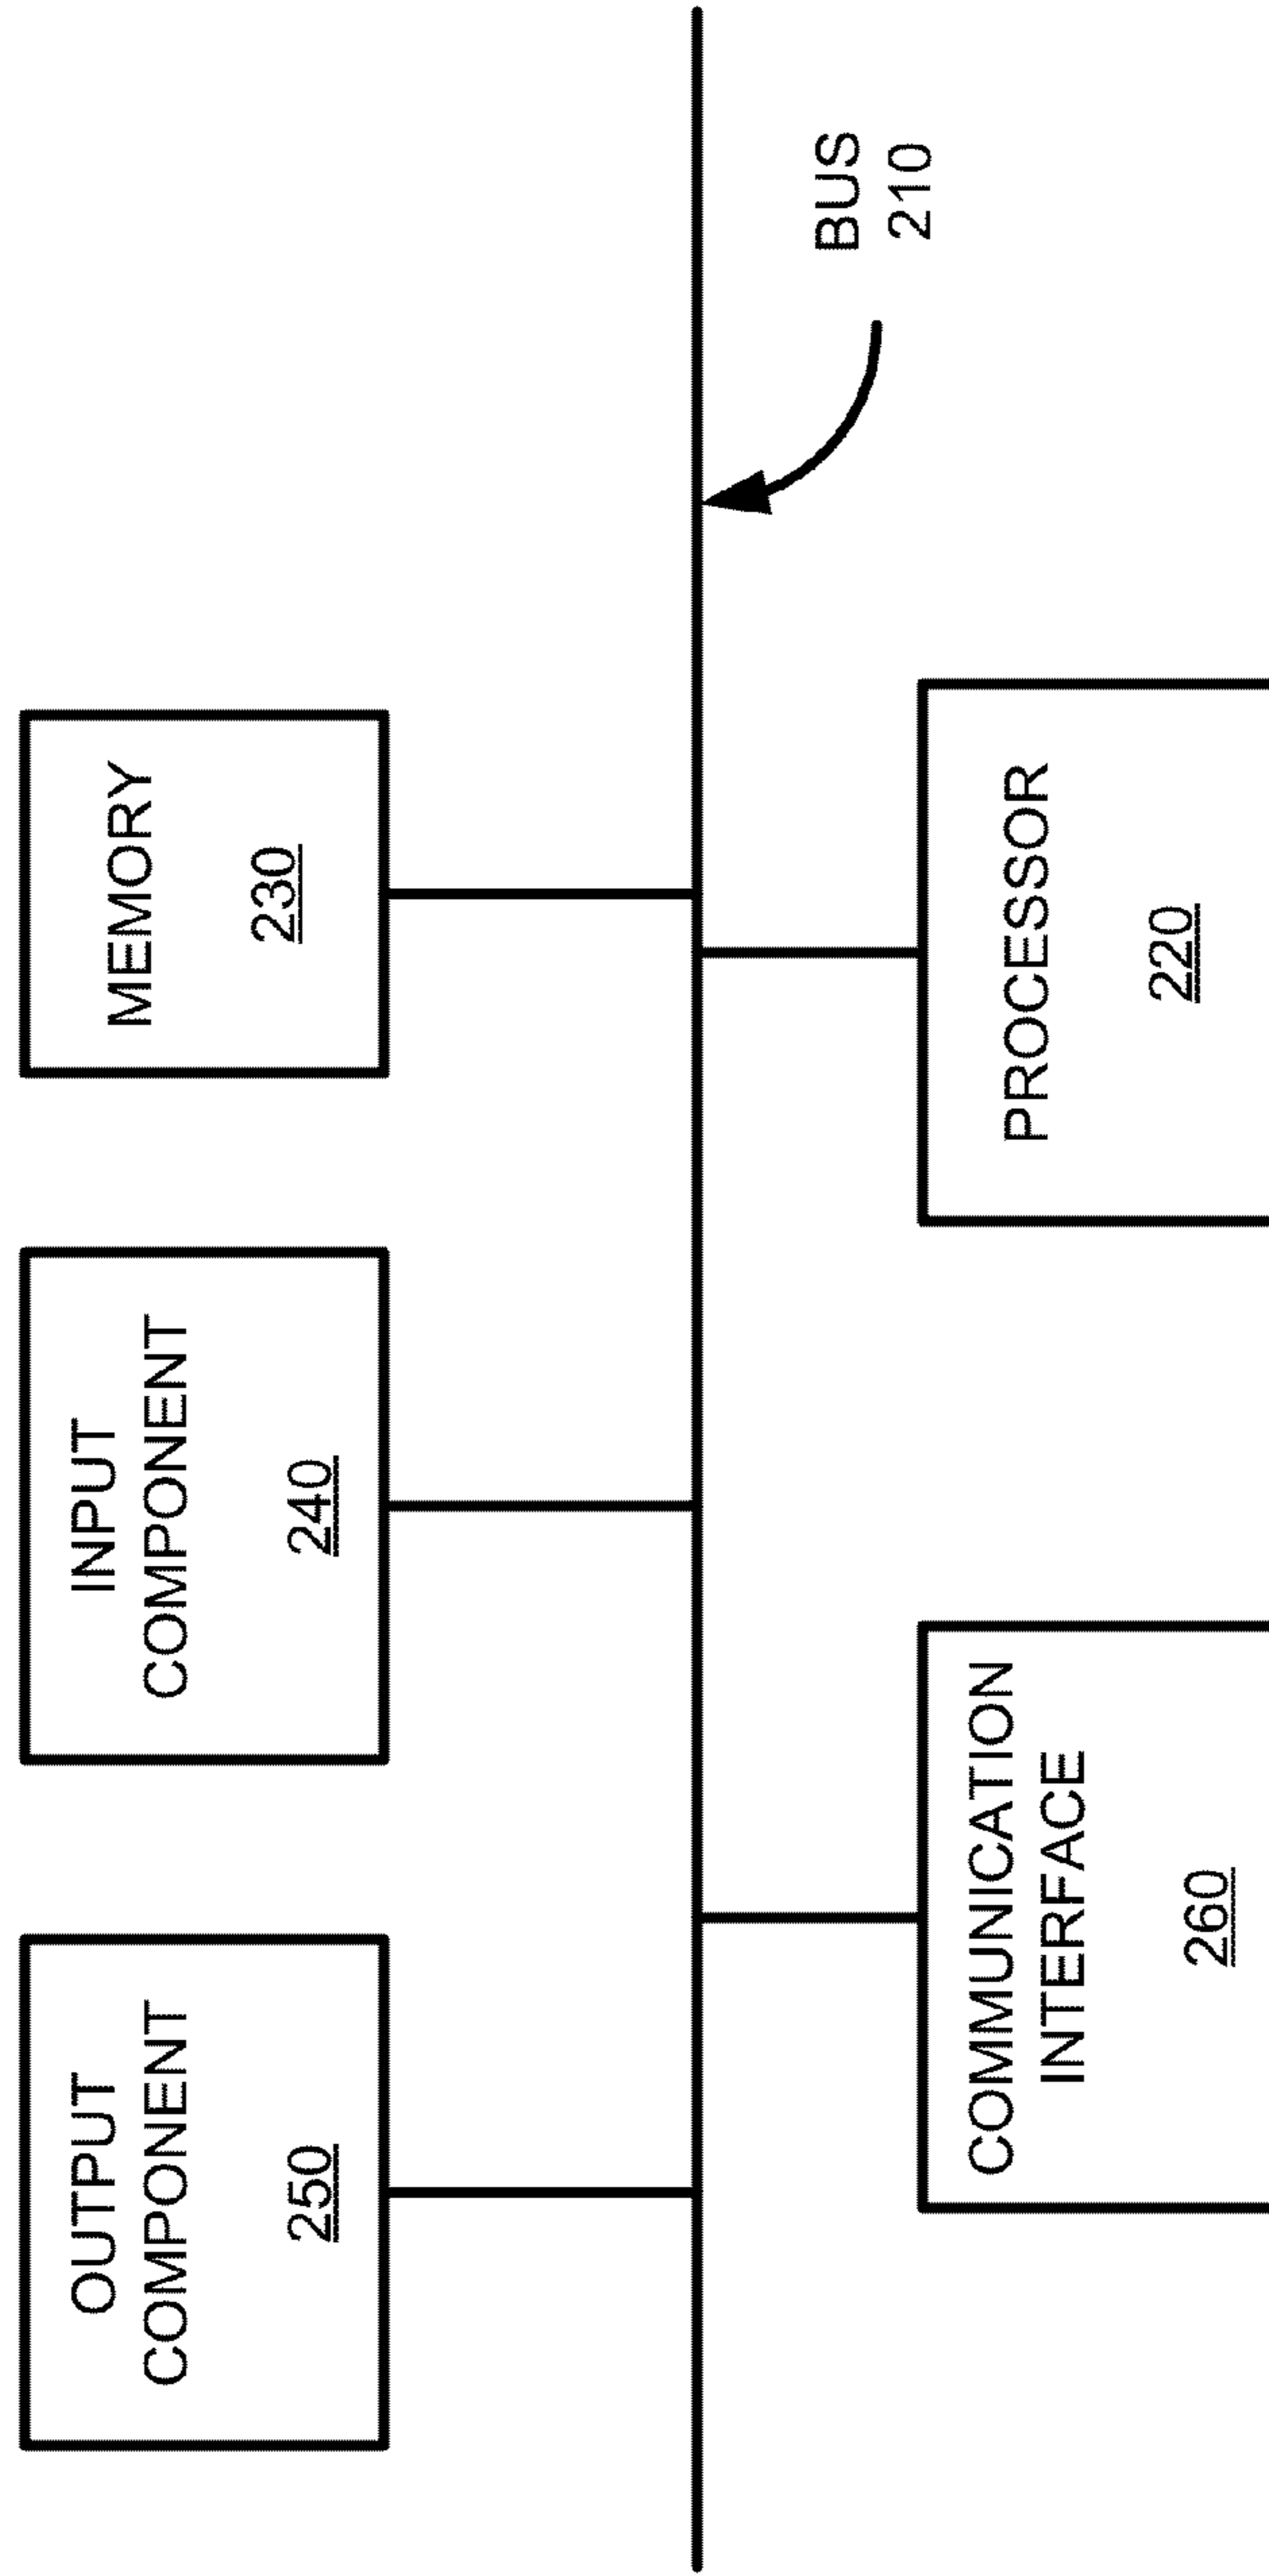 OUTPUT
COMPONENT
250
INPUT
COMPONENT
240
MEMORY
230
BUS
210
COMMUNICATION
INTERFACE
260
PROCESSOR
220